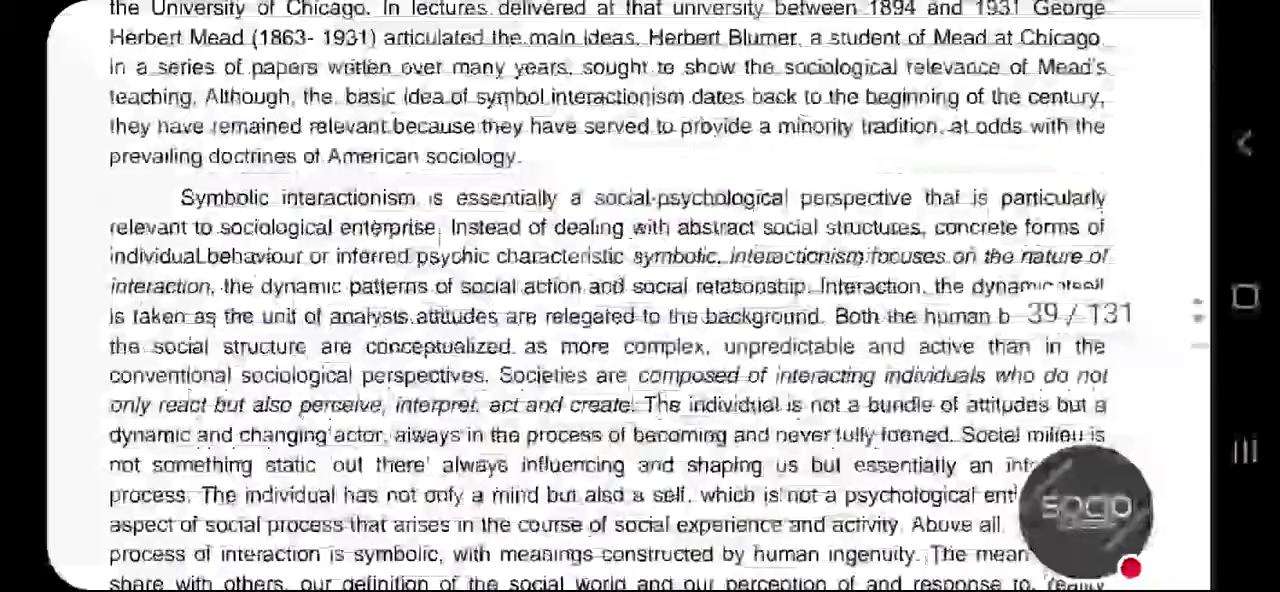 the University of Chicago. In lectures delivered at that university between 1894 and 1931 George
Herbert Mead (1863- 1931) articulated the main ideas. Herbert Blumer, a student of Mead at Chicago
in a series of papers written over many years, sought to show the sociological relevance of Mead's
teaching. Although, the basic idea of symbol interactionism dates back to the beginning of the century,
they have remained relevant because they have served to provide a minority tradition, at odds with the
prevailing doctrines of American sociology.
Symbolic interactionism is essentially a social-psychological perspective that is particularly
relevant to sociological enterprise. Instead of dealing with abstract social structures, concrete forms of
individual behaviour or inferred psychic characteristic symbolic, interactionism focuses on the nature of
interaction, the dynamic patterns of social action and social relationship. Interaction, the dynamic itself
is taken as the unit of analysis attitudes are relegated to the background. Both the human b
39 / 131
the social structure are conceptualized as more complex, unpredictable and active than in the
conventional sociological perspectives. Societies are composed of interacting individuals who do not
only react but also perceive, interpret, act and create. The individual is not a bundle of attitudes but a
dynamic and changing actor, always in the process of becoming and never fully formed. Social milieu is
not something static 'out there' always influencing and shaping us but essentially an int
process. The individual has not only a mind but also a self, which is not a psychological enti
aspect of social process that arises in the course of social experience and activity. Above all
process of interaction is symbolic, with meanings constructed by human ingenuity. The mean
share with others, our definition of the social world and our perception of and response to, 'reality